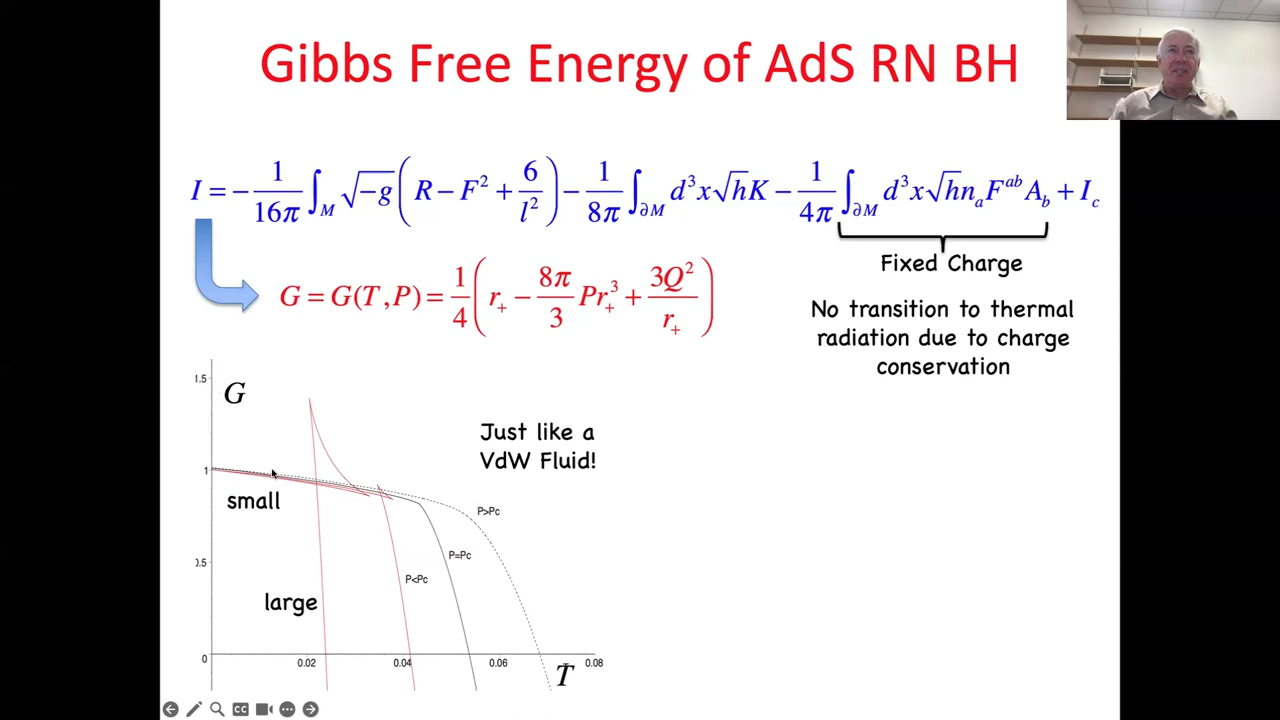 Gibbs Free Energy of AdS RN BH
I = − 1/16π ∫_M √−g ( R − F² + 6/l² ) − 1/8π ∫_∂M d³x√h K − 1/4π ∫_∂M d³x√h n_a F^{ab} A_b + I_c
Fixed Charge
G = G(T, P) = 1/4 ( r₊ − 8π/3 P r₊³ + 3Q²/r₊ )
No transition to thermal
radiation due to charge
conservation
1.5
G
Just like a
VdW Fluid!
1
small
P>Pc
0.5
P=Pc
P<Pc
large
0
0.02
0.04
0.06
0.08
T
CC